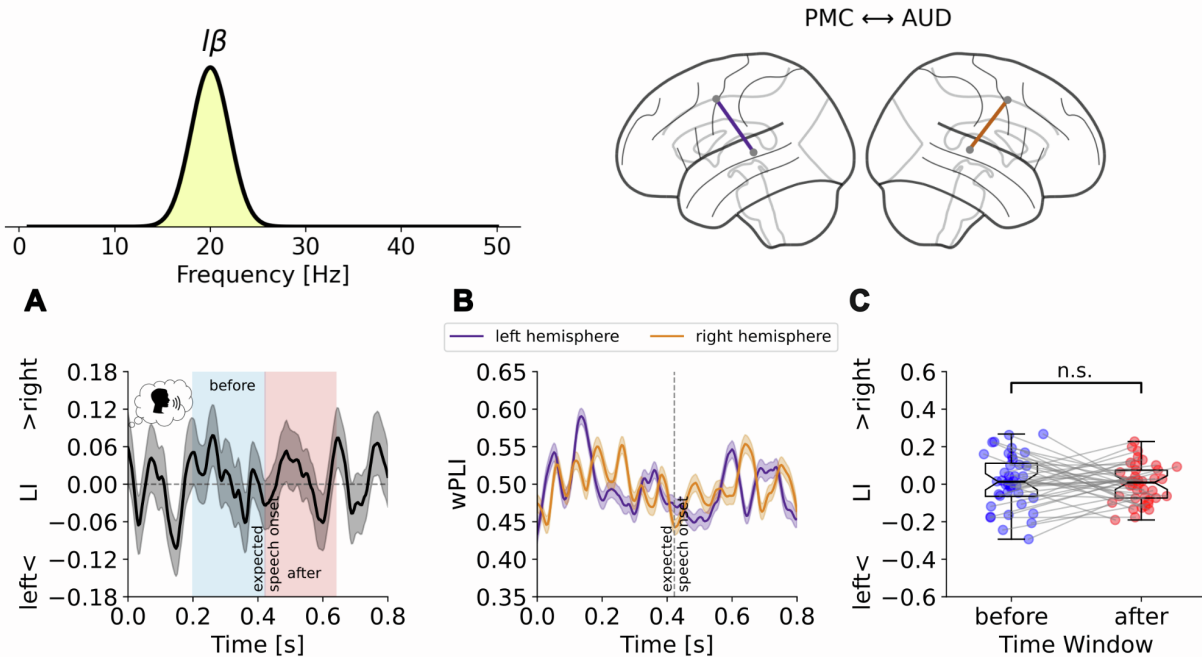 lβ
0 10 20 30 40 50
Frequency [Hz]
PMC ⟷ AUD
A
left< LI >right
0.18
0.12
0.06
0.00
−0.06
−0.12
−0.18
before
after
expected
speech onset
0.0 0.2 0.4 0.6 0.8
Time [s]
B
left hemisphere right hemisphere
wPLI
0.65
0.60
0.55
0.50
0.45
0.40
0.35
expected
speech onset
0.0 0.2 0.4 0.6 0.8
Time [s]
C
left< LI >right
0.6
0.4
0.2
0.0
−0.2
−0.4
−0.6
n.s.
before after
Time Window